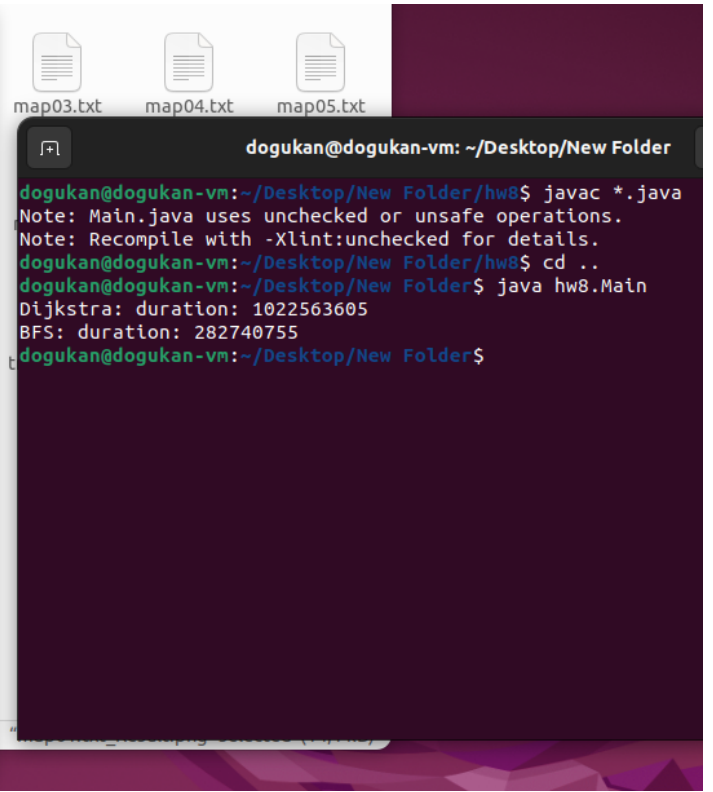 map03.txt map04.txt map05.txt
dogukan@dogukan-vm: ~/Desktop/New Folder
dogukan@dogukan-vm:~/Desktop/New Folder/hw8$ javac *.java
Note: Main.java uses unchecked or unsafe operations.
Note: Recompile with -Xlint:unchecked for details.
dogukan@dogukan-vm:~/Desktop/New Folder/hw8$ cd ..
dogukan@dogukan-vm:~/Desktop/New Folder$ java hw8.Main
Dijkstra: duration: 1022563605
BFS: duration: 282740755
dogukan@dogukan-vm:~/Desktop/New Folder$